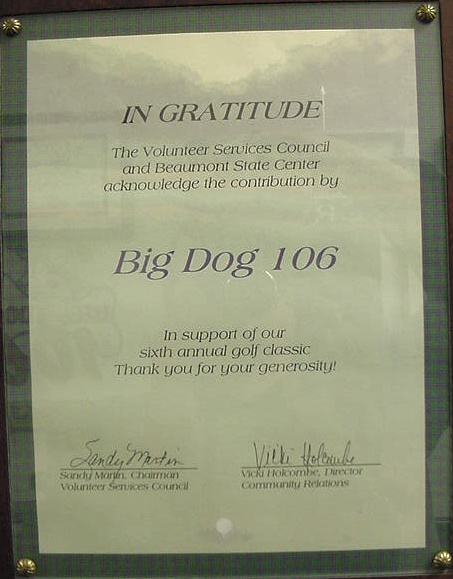 IN GRATITUDE
The Volunteer Services Council
and Beaumont State Center
acknowledge the contribution by
Big Dog 106
In support of our
sixth annual golf classic
Thank you for your generosity!
Sandy Martin Vicki Holcombe
Sandy Martin, Chairman Vicki Holcombe, Director
Volunteer Services Council Community Relations